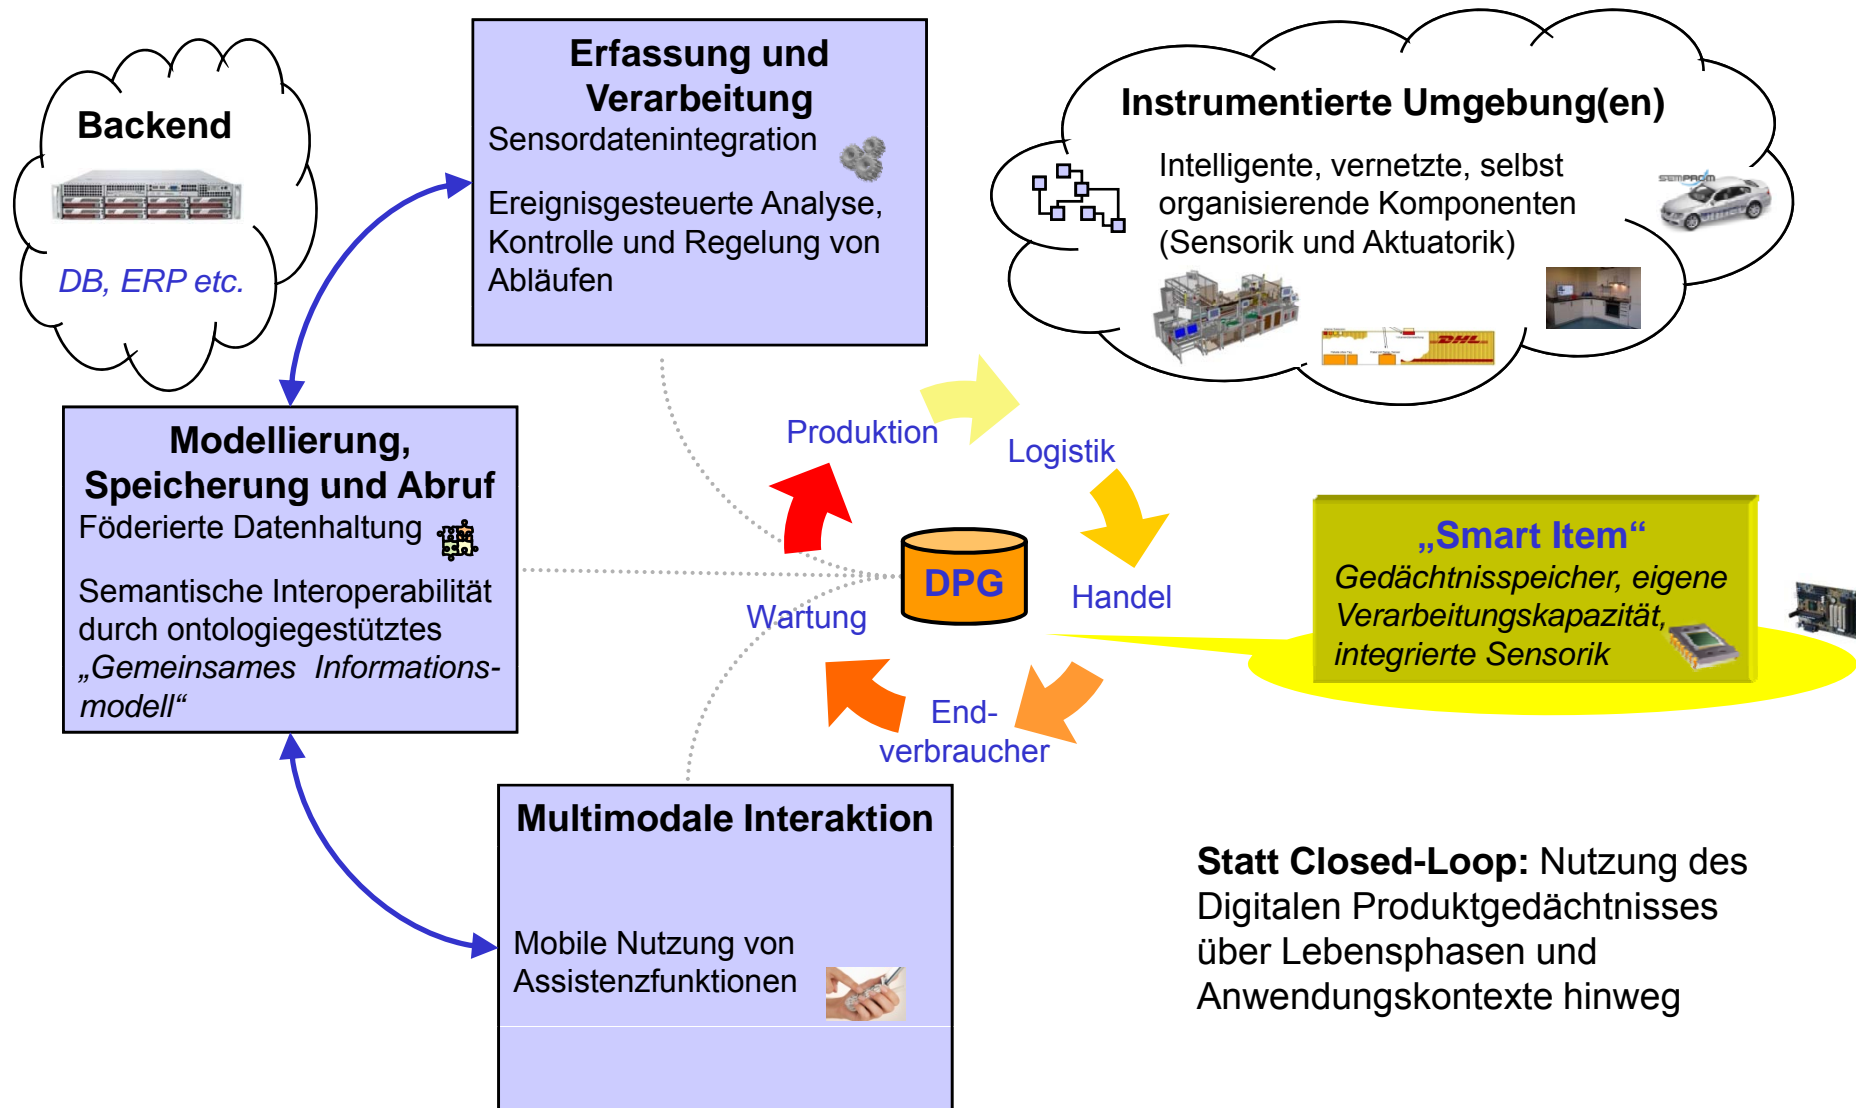 Backend
DB, ERP etc.
Erfassung und
Verarbeitung
Sensordatenintegration
Ereignisgesteuerte Analyse,
Kontrolle und Regelung von
Abläufen
Instrumentierte Umgebung(en)
Intelligente, vernetzte, selbst
organisierende Komponenten
(Sensorik und Aktuatorik)
SEMPROM
DHL
Modellierung,
Speicherung und Abruf
Föderierte Datenhaltung
Semantische Interoperabilität
durch ontologiegestütztes
„Gemeinsames Informations-
modell“
Produktion
Logistik
Handel
End-
verbraucher
Wartung
DPG
„Smart Item“
Gedächtnisspeicher, eigene
Verarbeitungskapazität,
integrierte Sensorik
Multimodale Interaktion
Mobile Nutzung von
Assistenzfunktionen
Statt Closed-Loop: Nutzung des
Digitalen Produktgedächtnisses
über Lebensphasen und
Anwendungskontexte hinweg